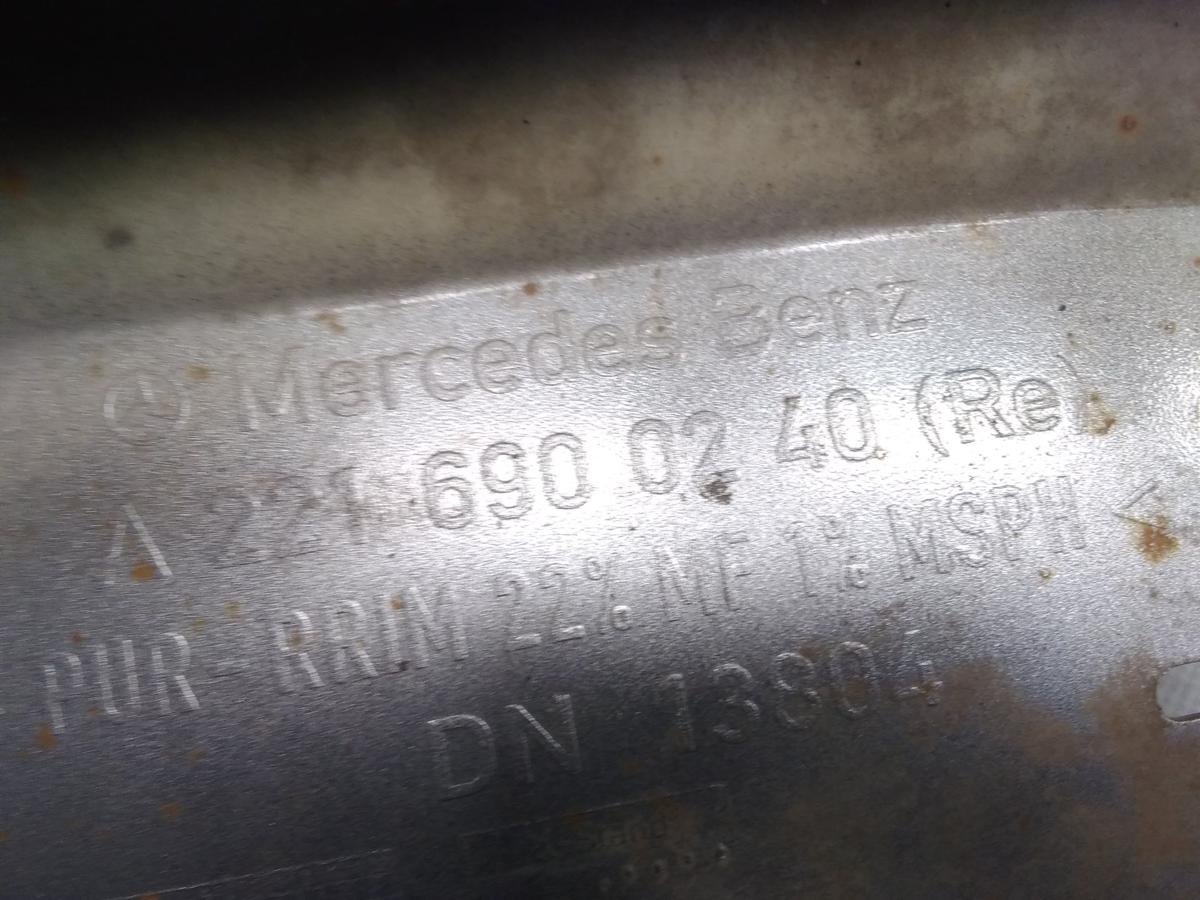 Mercedes Benz
A 221 690 02 40 (Re)
PUR-RRIM 22% MF 1% MSPH <
DN 13804